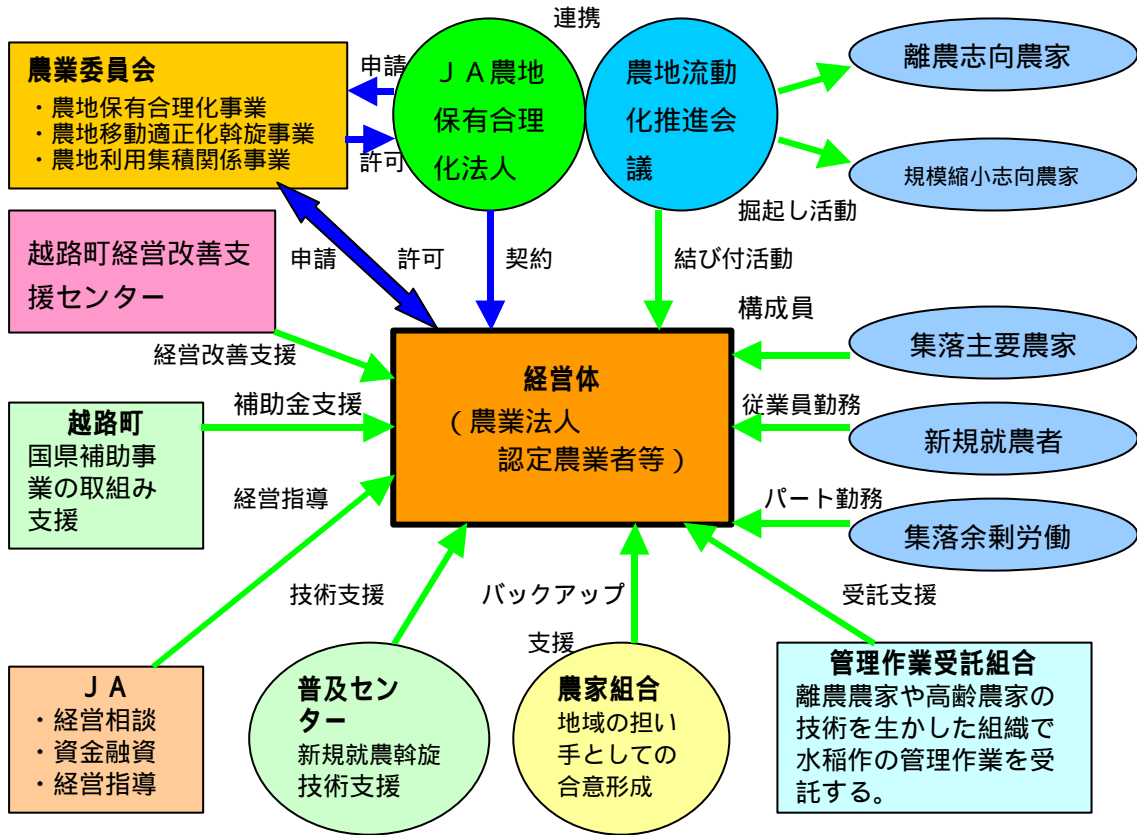 連携
農業委員会
・農地保有合理化事業
・農地移動適正化斡旋事業
・農地利用集積関係事業
申請
許可
ＪＡ農地
保有合理
化法人
農地流動
化推進会
議
離農志向農家
規模縮小志向農家
掘起し活動
越路町経営改善支
援センター
申請
許可
契約
結び付活動
経営改善支援
構成員
集落主要農家
経営体
（農業法人
認定農業者等）
越路町
国県補助事
業の取組み
支援
補助金支援
従業員勤務
新規就農者
経営指導
パート勤務
集落余剰労働
技術支援
バックアップ
支援
受託支援
ＪＡ
・経営相談
・資金融資
・経営指導
普及セン
ター
新規就農斡旋
技術支援
農家組合
地域の担い
手としての
合意形成
管理作業受託組合
離農農家や高齢農家の
技術を生かした組織で
水稲作の管理作業を受
託する。